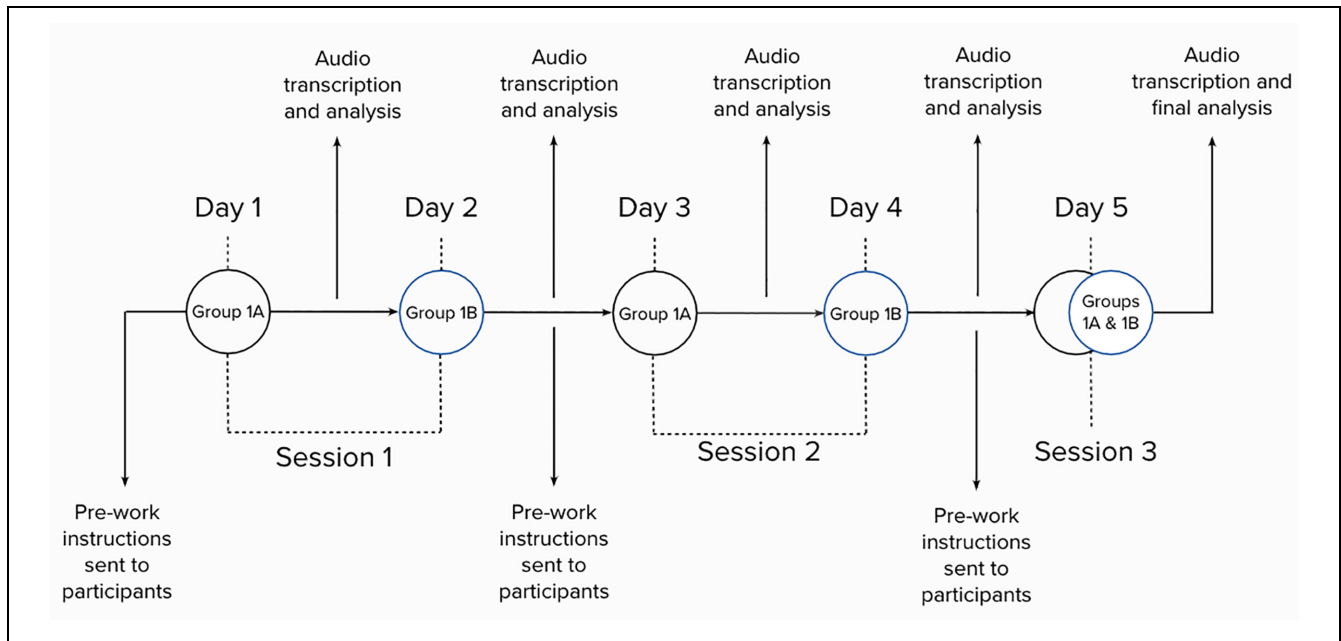 Audio
transcription
and analysis
Audio
transcription
and analysis
Audio
transcription
and analysis
Audio
transcription
and analysis
Audio
transcription and
final analysis
Day 1
Day 2
Day 3
Day 4
Day 5
Group 1A
Group 1B
Group 1A
Group 1B
Groups
1A & 1B
Session 1
Session 2
Session 3
Pre-work
instructions
sent to
participants
Pre-work
instructions
sent to
participants
Pre-work
instructions
sent to
participants